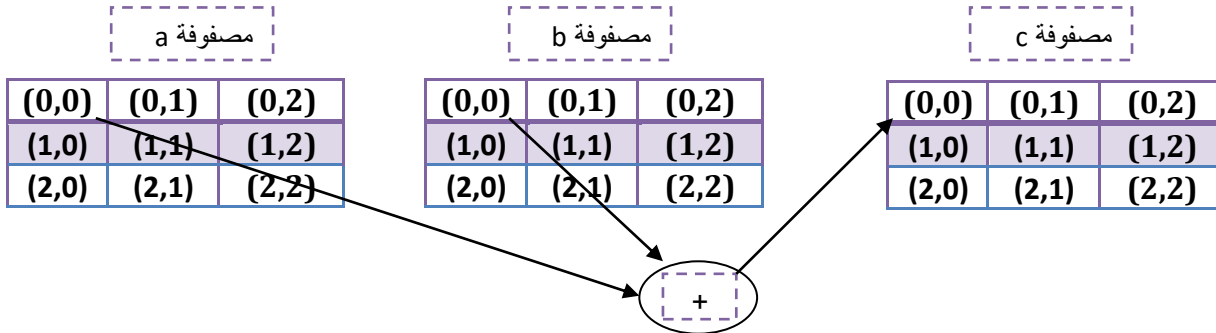 مصفوفة a
مصفوفة b
مصفوفة c
(0,0) (0,1) (0,2)
(1,0) (1,1) (1,2)
(2,0) (2,1) (2,2)
(0,0) (0,1) (0,2)
(1,0) (1,1) (1,2)
(2,0) (2,1) (2,2)
(0,0) (0,1) (0,2)
(1,0) (1,1) (1,2)
(2,0) (2,1) (2,2)
+